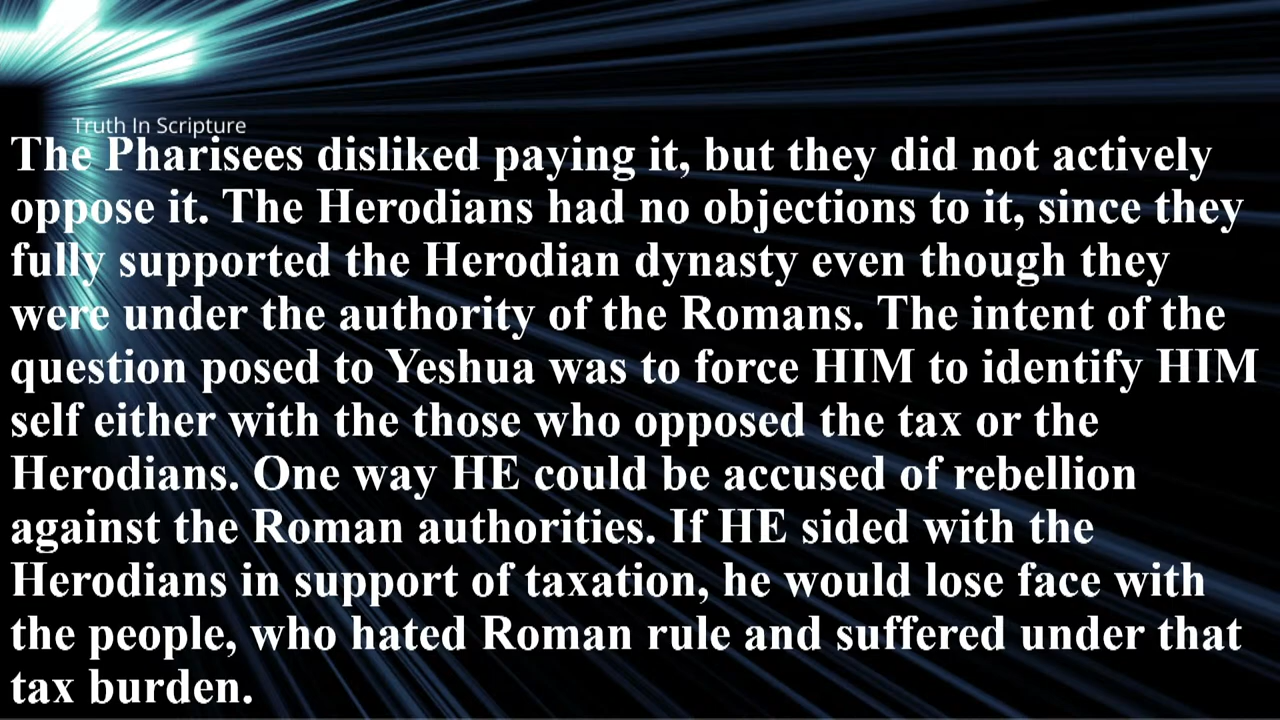 Truth In Scripture
The Pharisees disliked paying it, but they did not actively
oppose it. The Herodians had no objections to it, since they
fully supported the Herodian dynasty even though they
were under the authority of the Romans. The intent of the
question posed to Yeshua was to force HIM to identify HIM
self either with the those who opposed the tax or the
Herodians. One way HE could be accused of rebellion
against the Roman authorities. If HE sided with the
Herodians in support of taxation, he would lose face with
the people, who hated Roman rule and suffered under that
tax burden.